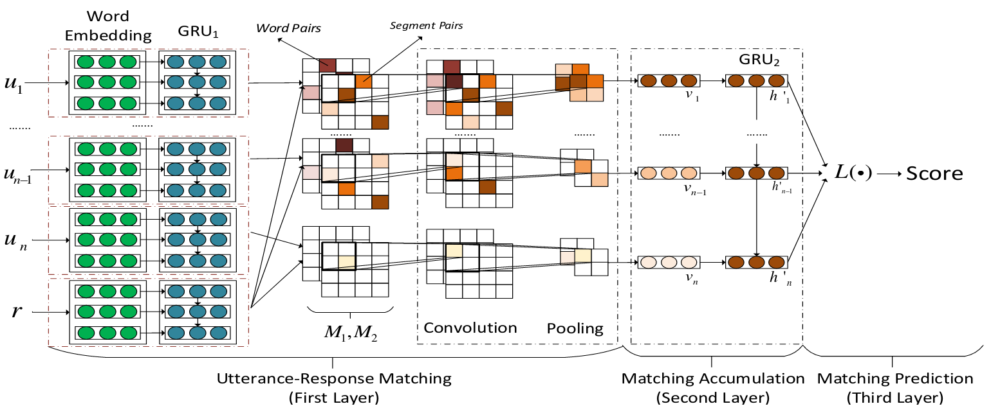 Word
Embedding
GRU₁
Word Pairs
Segment Pairs
GRU₂
u₁
v₁
h'₁
.......
.......
.......
.......
.......
.......
.......
uₙ₋₁
vₙ₋₁
h'ₙ₋₁
L(•)
Score
uₙ
vₙ
h'ₙ
r
M₁, M₂
Convolution
Pooling
Utterance-Response Matching
(First Layer)
Matching Accumulation
(Second Layer)
Matching Prediction
(Third Layer)